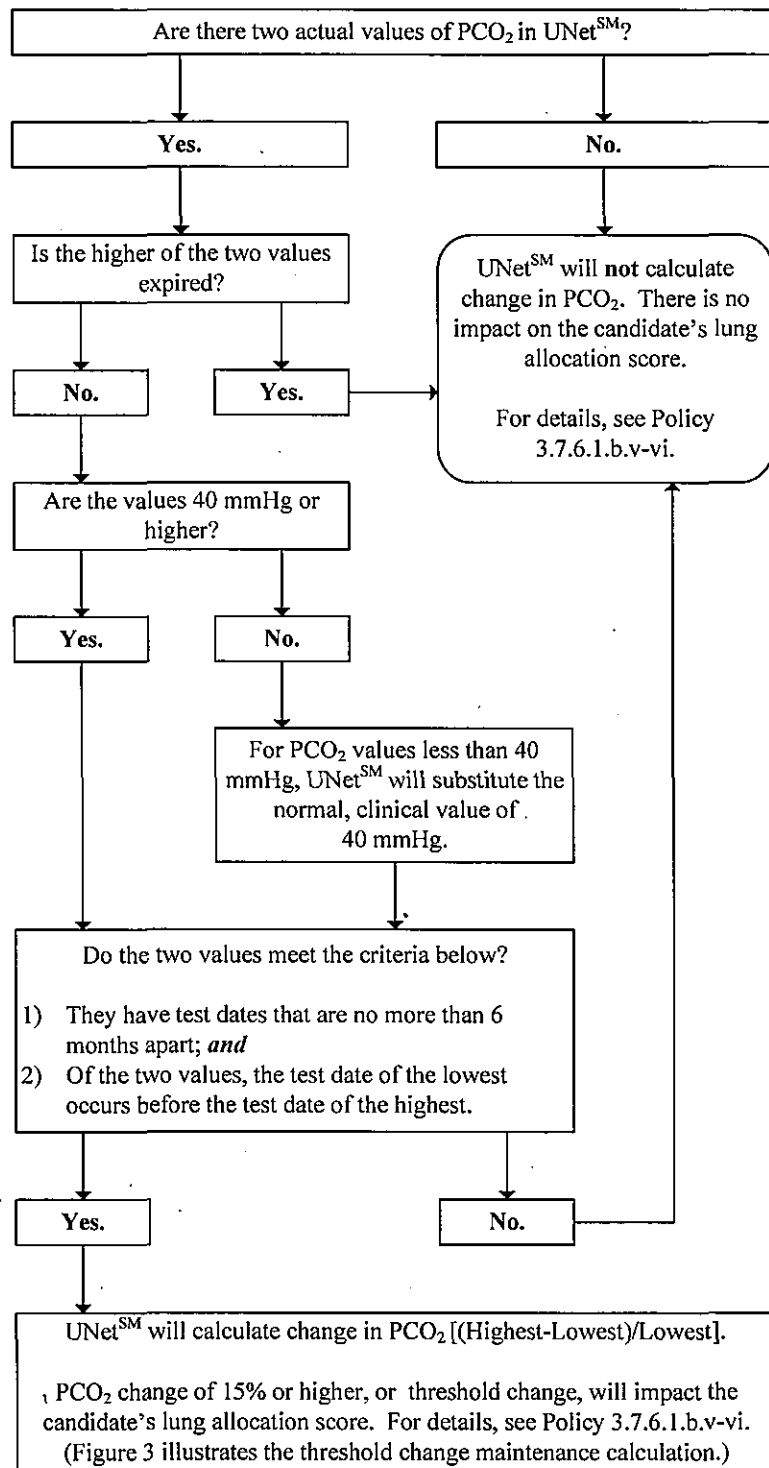 Are there two actual values of PCO₂ in UNet^SM?
Yes.
No.
Is the higher of the two values
expired?
UNet^SM will not calculate
change in PCO₂. There is no
impact on the candidate's lung
allocation score.
For details, see Policy
3.7.6.1.b.v-vi.
No.
Yes.
Are the values 40 mmHg or
higher?
Yes.
No.
For PCO₂ values less than 40
mmHg, UNet^SM will substitute the
normal, clinical value of
40 mmHg.
Do the two values meet the criteria below?
1) They have test dates that are no more than 6
months apart; and
2) Of the two values, the test date of the lowest
occurs before the test date of the highest.
Yes.
No.
UNet^SM will calculate change in PCO₂ [(Highest-Lowest)/Lowest].
PCO₂ change of 15% or higher, or threshold change, will impact the
candidate's lung allocation score. For details, see Policy 3.7.6.1.b.v-vi.
(Figure 3 illustrates the threshold change maintenance calculation.)